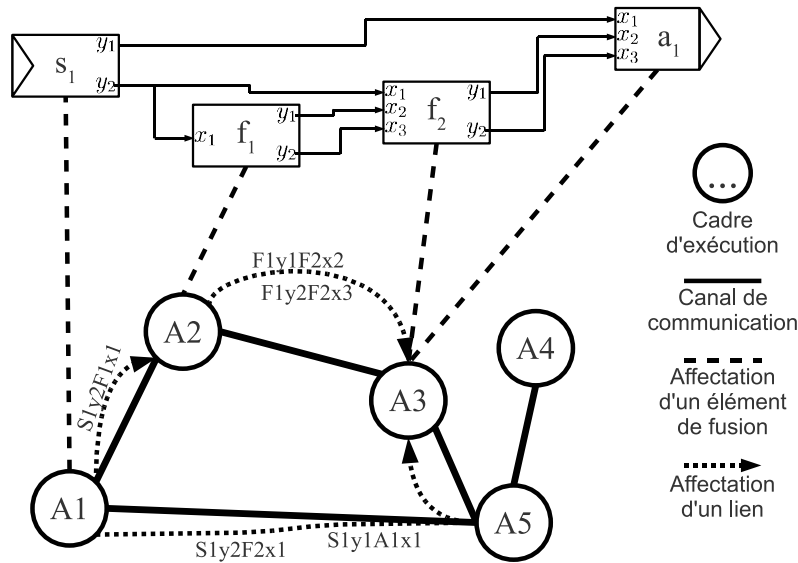 y1
x1
x2
a1
x3
s1
y2
x1
y1
x2
f2
x3
y2
y1
x1
f1
y2
...
Cadre
d'exécution
F1y1F2x2
F1y2F2x3
Canal de
communication
A2
A4
S1y2F1x1
A3
Affectation
d'un élément
de fusion
A1
A5
S1y2F2x1
S1y1A1x1
Affectation
d'un lien